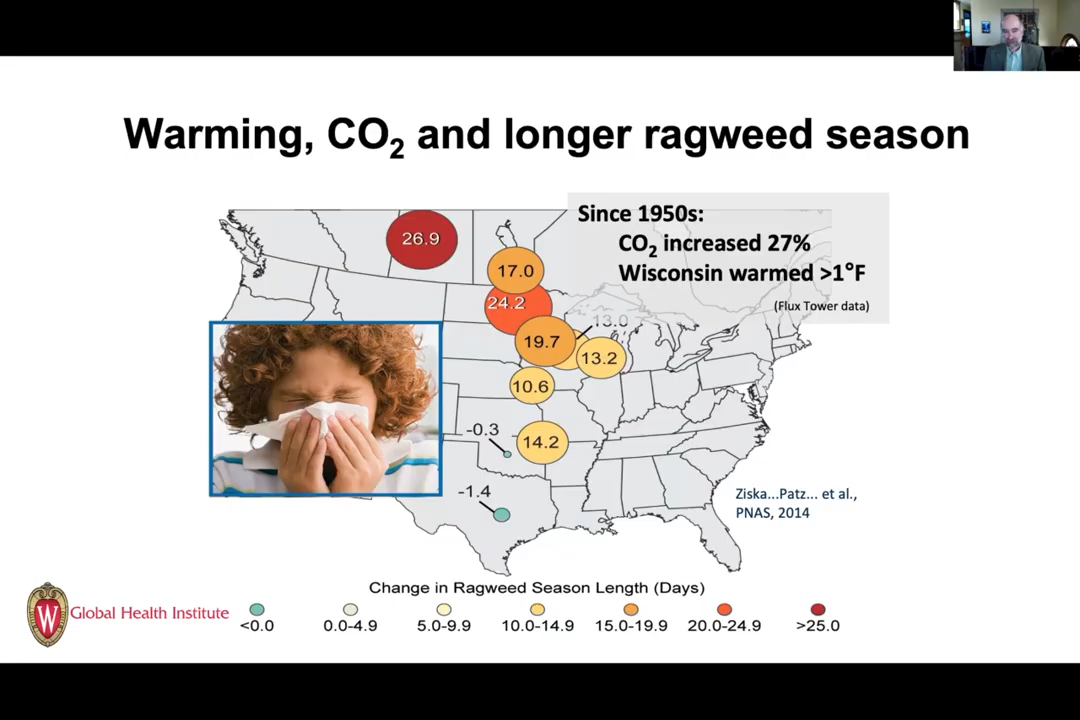 Warming, CO₂ and longer ragweed season
Since 1950s:
CO₂ increased 27%
Wisconsin warmed >1°F
(Flux Tower data)
26.9
17.0
24.2
13.0
19.7
13.2
10.6
-0.3
14.2
-1.4
Ziska...Patz... et al.,
PNAS, 2014
Change in Ragweed Season Length (Days)
<0.0 0.0-4.9 5.0-9.9 10.0-14.9 15.0-19.9 20.0-24.9 >25.0
W
Global Health Institute